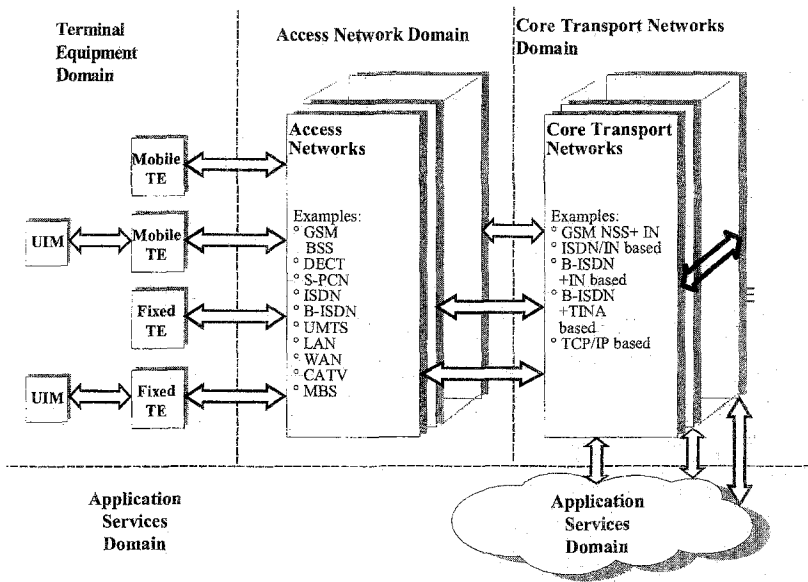 Terminal
Equipment
Domain
Access Network Domain
Core Transport Networks
Domain
Mobile
TE
UIM
Mobile
TE
Fixed
TE
UIM
Fixed
TE
Access
Networks
Examples:
° GSM
BSS
° DECT
° S-PCN
° ISDN
° B-ISDN
° UMTS
° LAN
° WAN
° CATV
° MBS
Core Transport
Networks
Examples:
° GSM NSS+ IN
° ISDN/IN based
° B-ISDN
+IN based
° B-ISDN
+TINA
based
° TCP/IP based
Application
Services
Domain
Application
Services
Domain